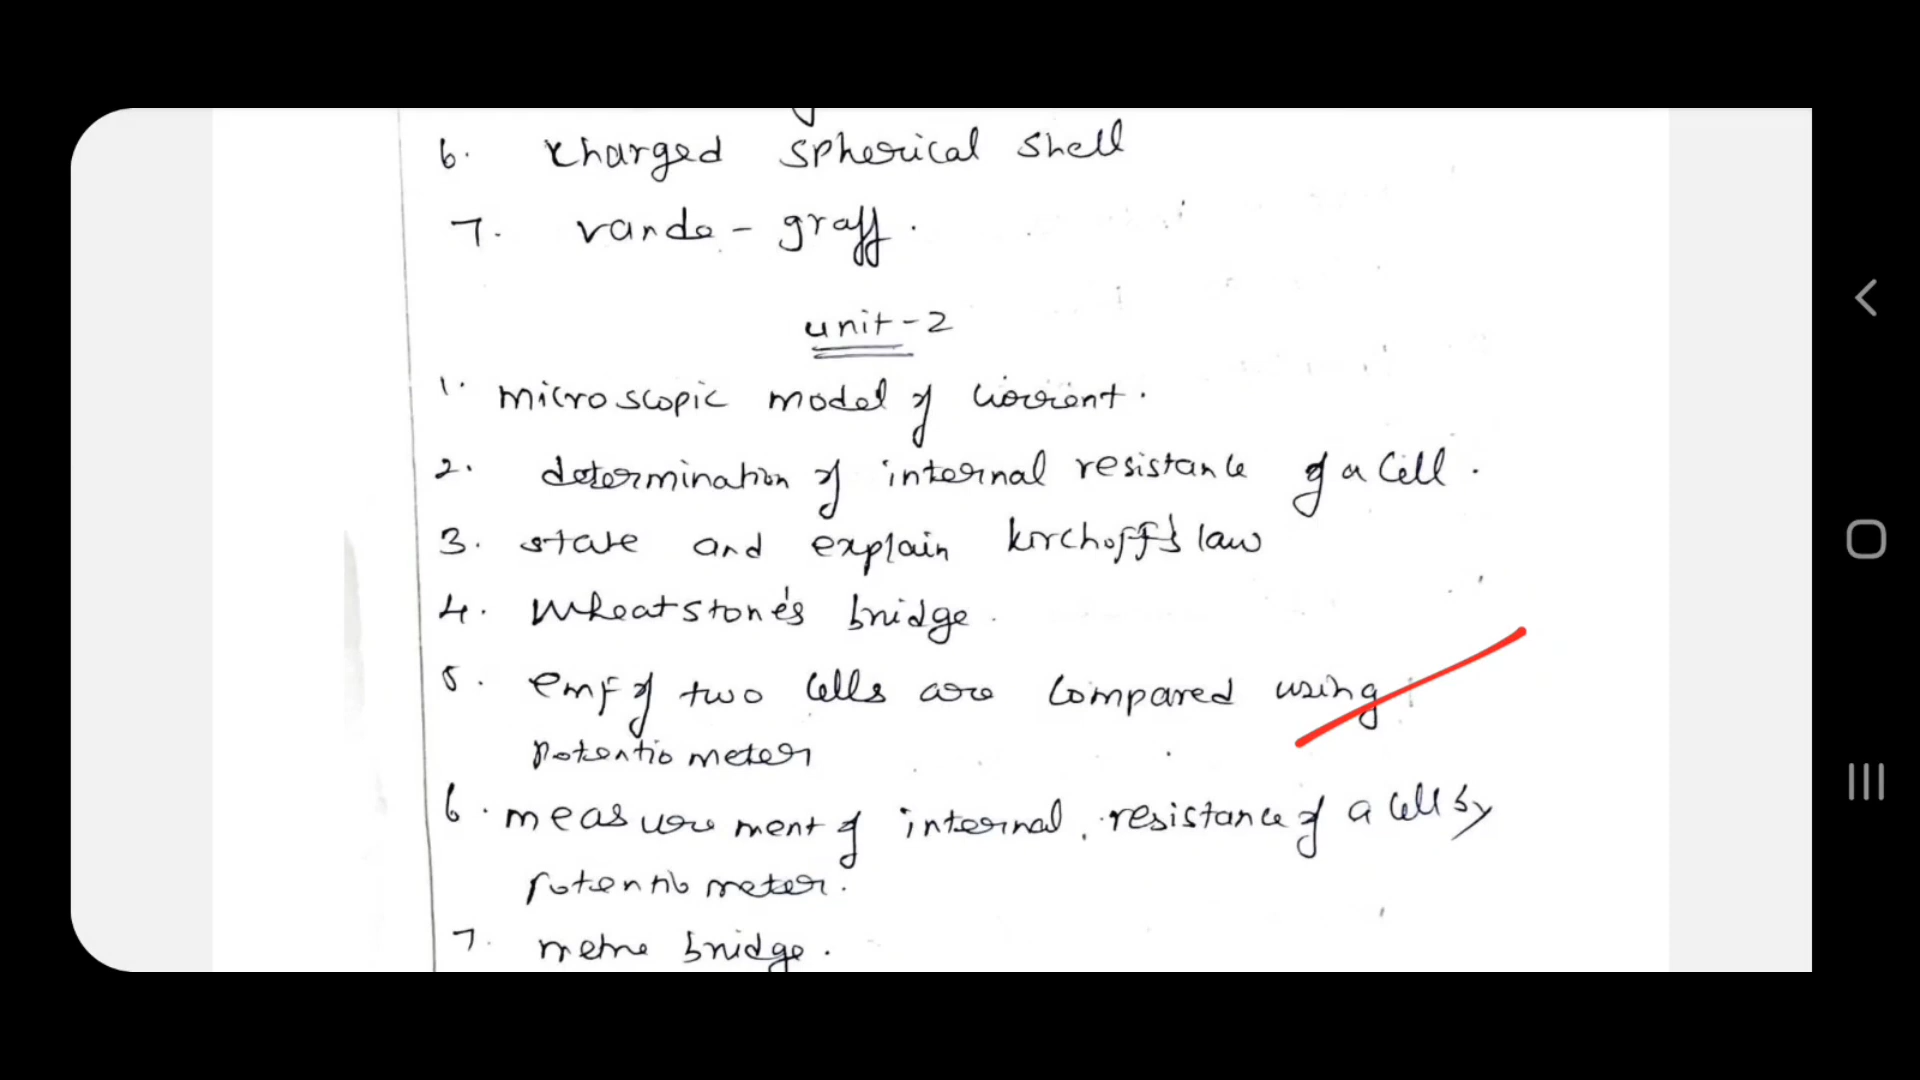 6. charged spherical shell
7. vande - graff.
unit-2
1. microscopic model of current.
2. determination of internal resistance of a cell.
3. state and explain kirchoff's law
4. Wheatstone's bridge.
5. emf of two cells are compared using
potentio meter
6. measurement of internal resistance of a cell by
potentio meter.
7. metre bridge.